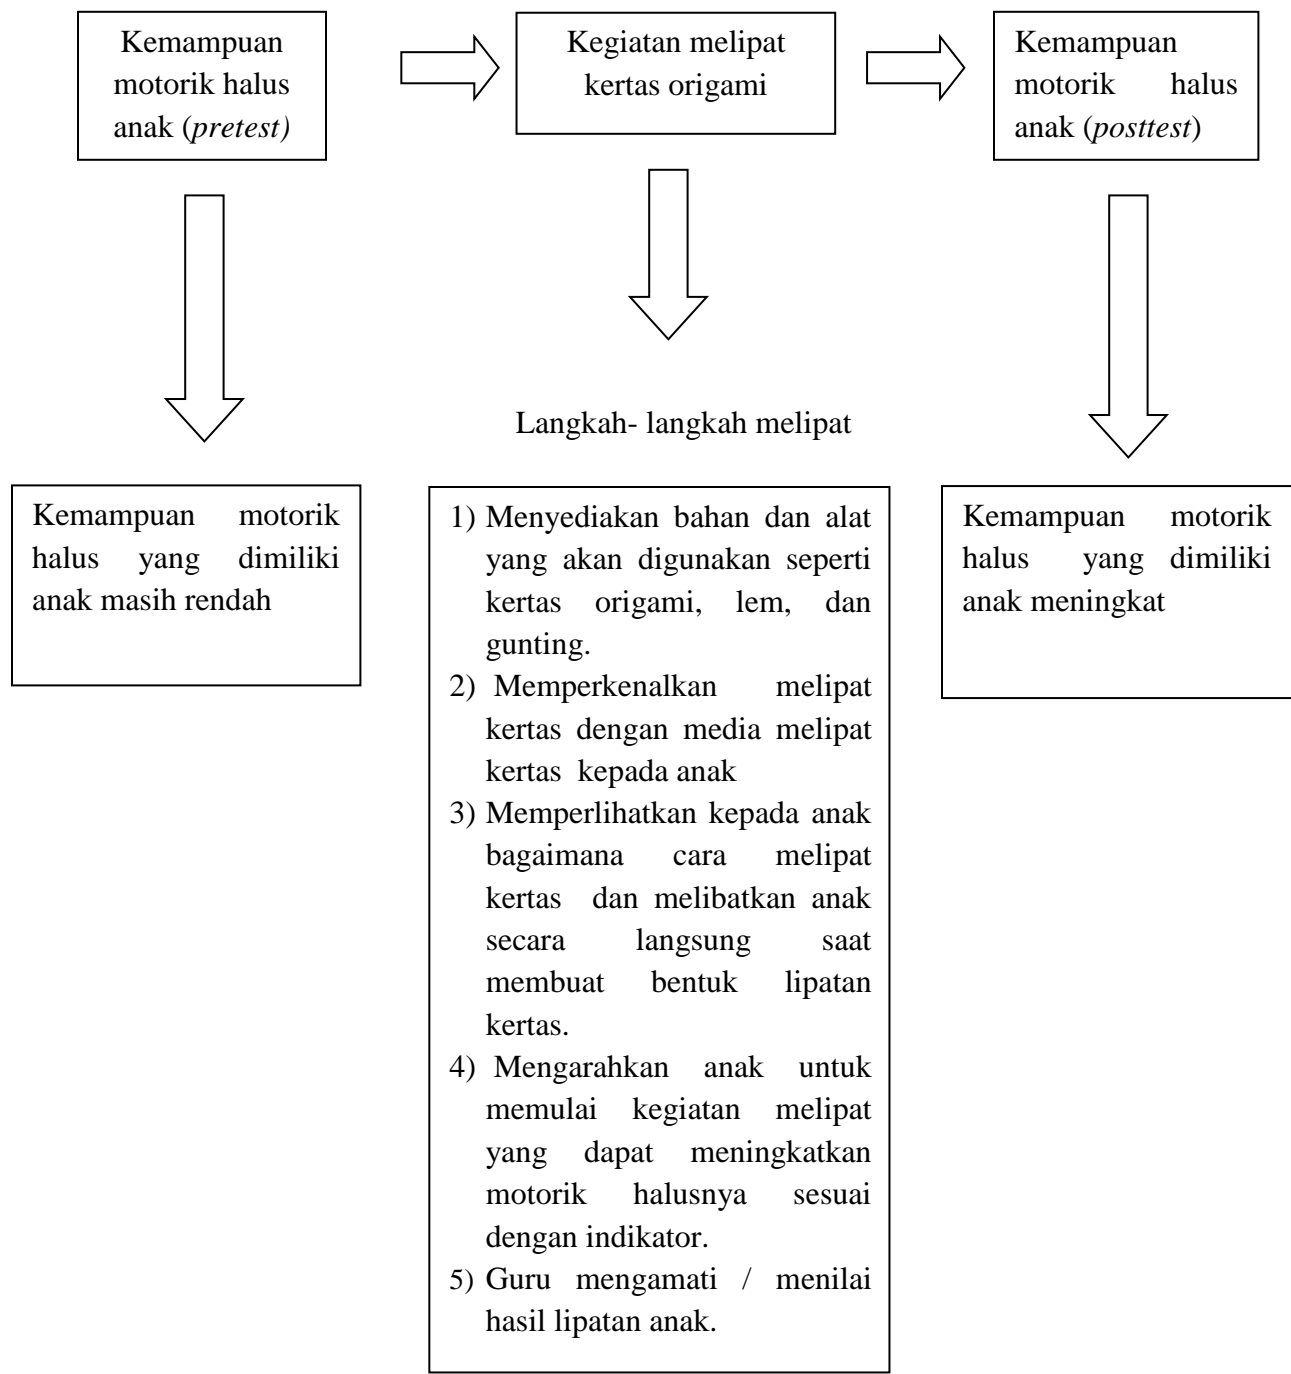 Kemampuan
motorik halus
anak (pretest)
Kegiatan melipat
kertas origami
Kemampuan
motorik halus
anak (posttest)
Langkah- langkah melipat
Kemampuan motorik
halus yang dimiliki
anak masih rendah
1) Menyediakan bahan dan alat
yang akan digunakan seperti
kertas origami, lem, dan
gunting.
2) Memperkenalkan melipat
kertas dengan media melipat
kertas kepada anak
3) Memperlihatkan kepada anak
bagaimana cara melipat
kertas dan melibatkan anak
secara langsung saat
membuat bentuk lipatan
kertas.
4) Mengarahkan anak untuk
memulai kegiatan melipat
yang dapat meningkatkan
motorik halusnya sesuai
dengan indikator.
5) Guru mengamati / menilai
hasil lipatan anak.
Kemampuan motorik
halus yang dimiliki
anak meningkat